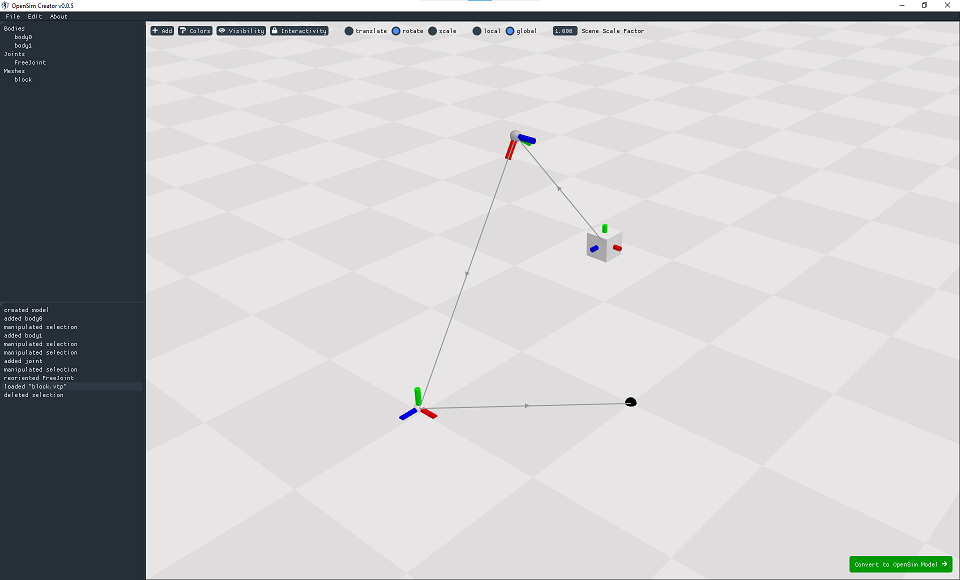 OpenSim Creator v0.0.5
File Edit About
Bodies
body0
body1
Joints
FreeJoint
Meshes
block
Add Colors Visibility Interactivity translate rotate scale local global 1.000 Scene Scale Factor
created model
added body0
manipulated selection
added body1
manipulated selection
manipulated selection
added joint
manipulated selection
reoriented FreeJoint
loaded "block.vtp"
deleted selection
Convert to OpenSim Model